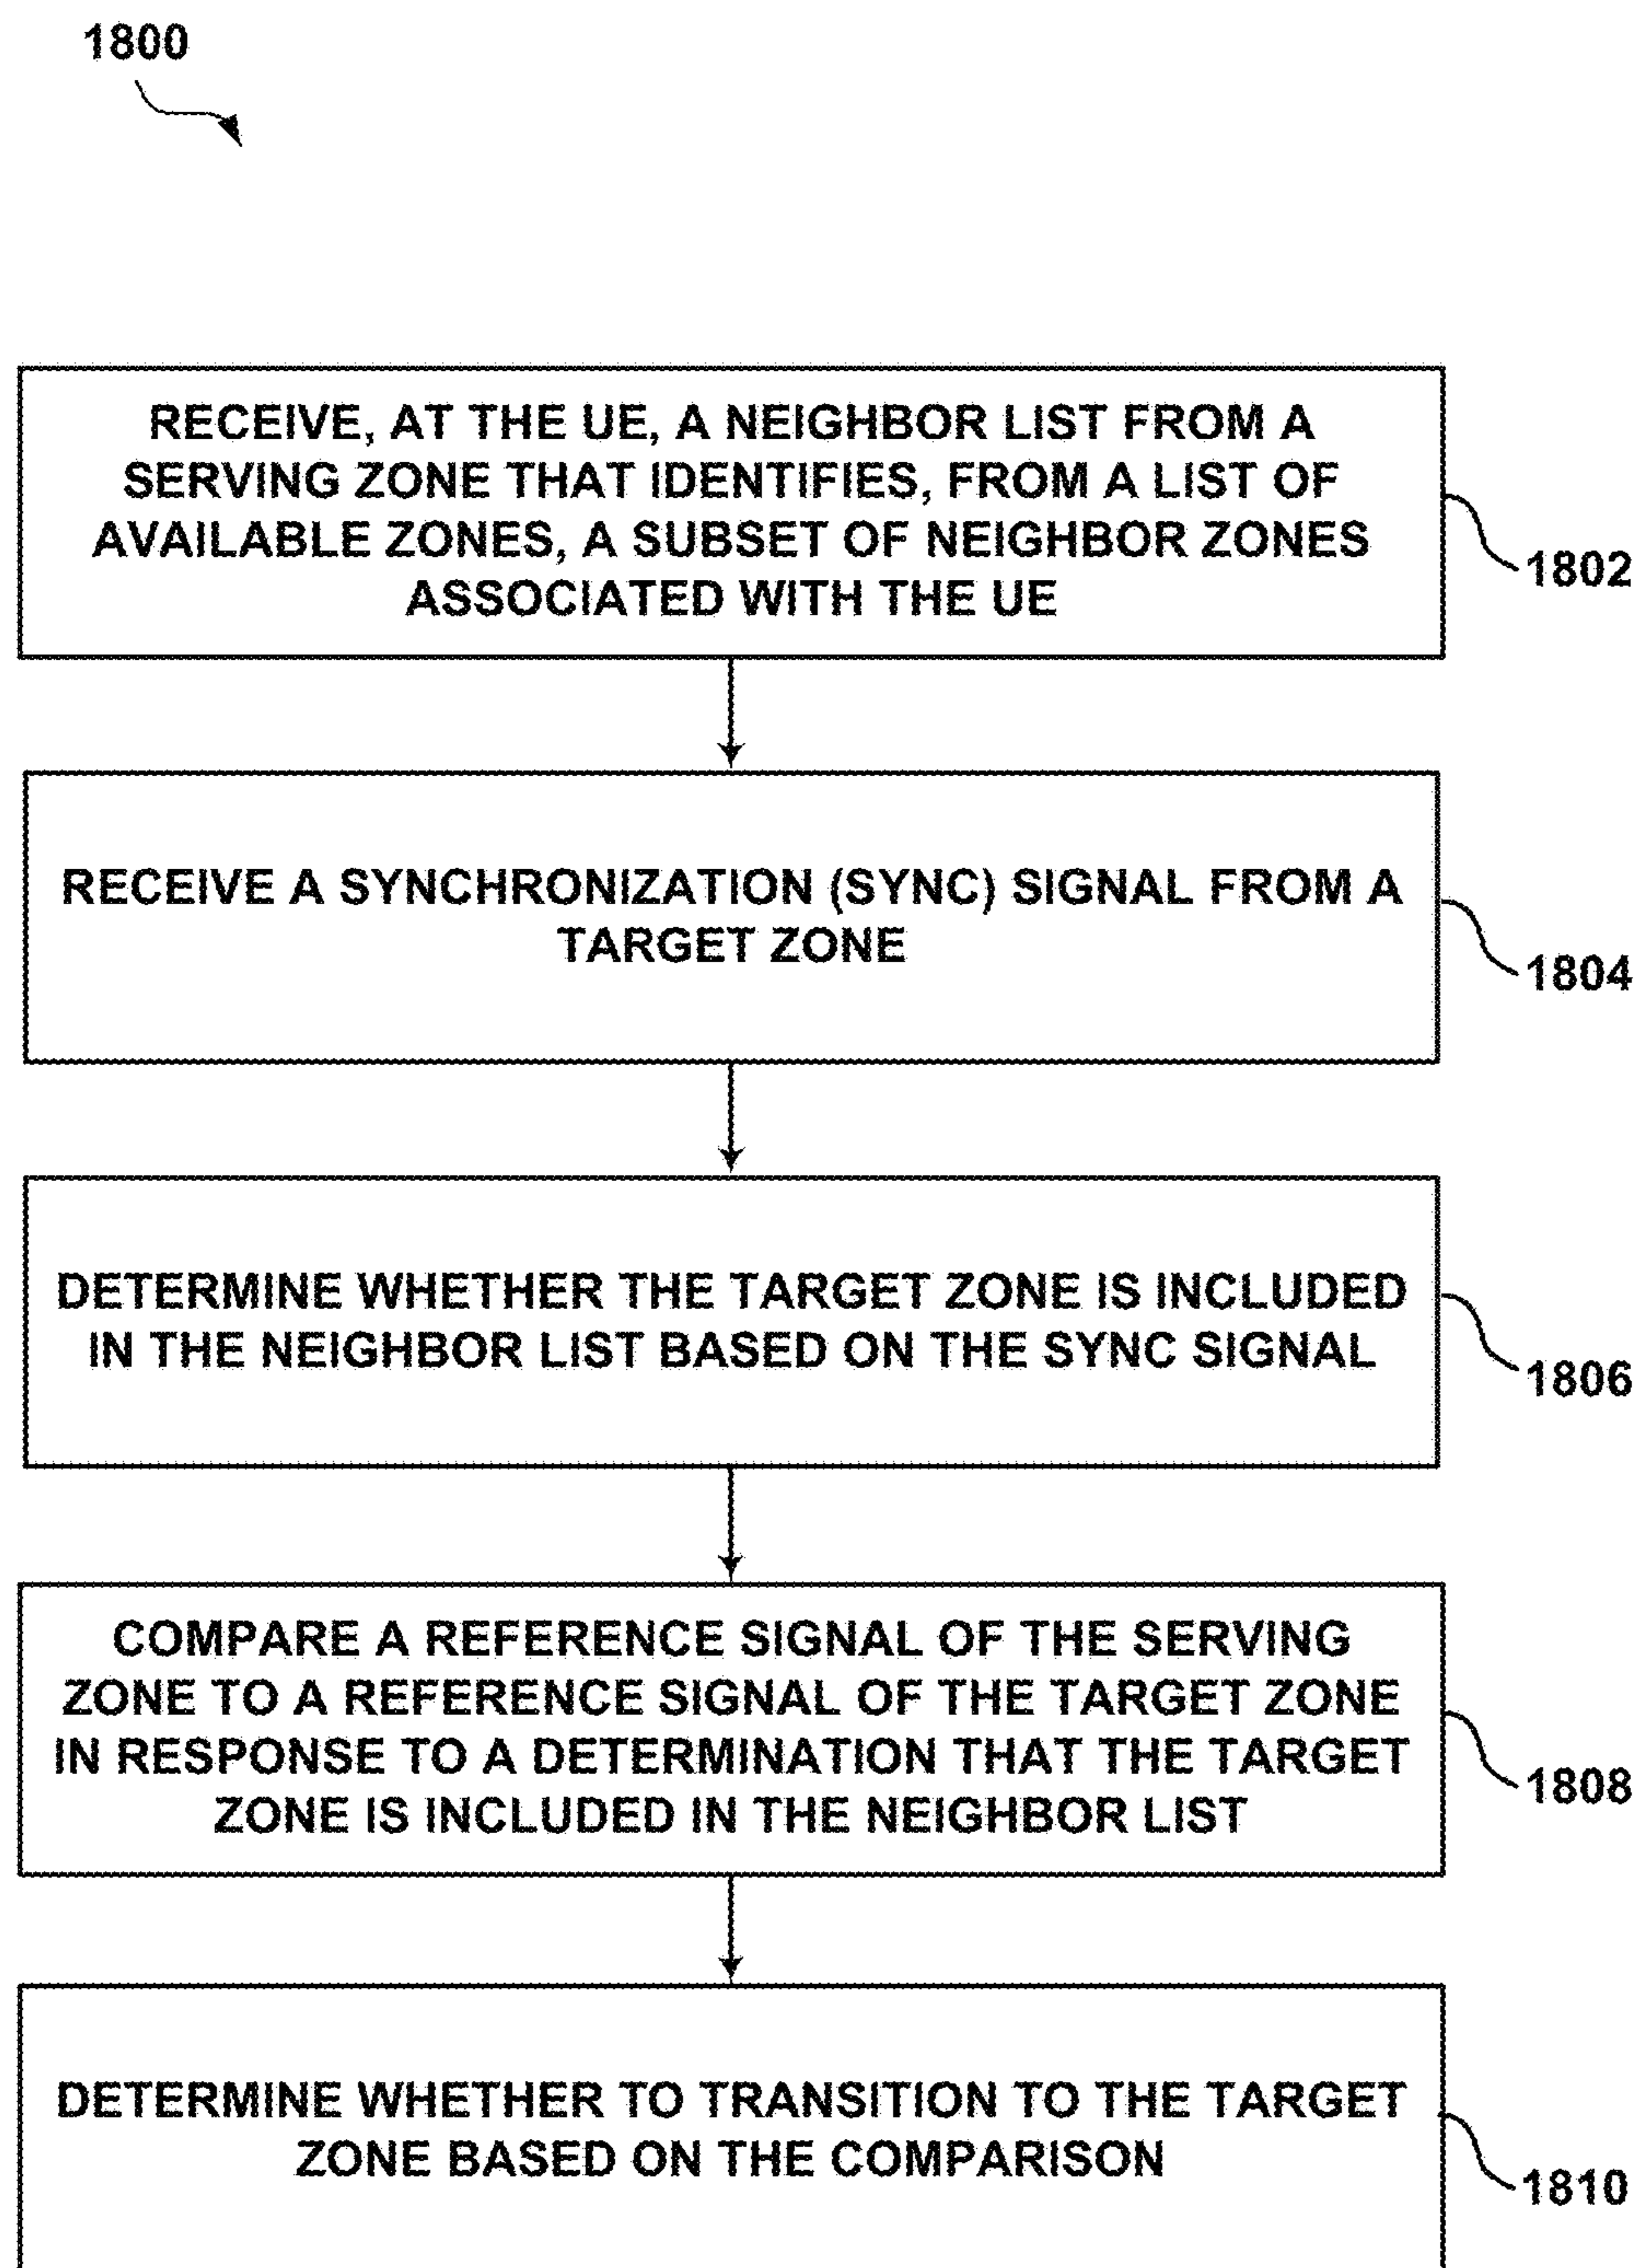 1800
RECEIVE, AT THE UE, A NEIGHBOR LIST FROM A
SERVING ZONE THAT IDENTIFIES, FROM A LIST OF
AVAILABLE ZONES, A SUBSET OF NEIGHBOR ZONES
ASSOCIATED WITH THE UE
1802
RECEIVE A SYNCHRONIZATION (SYNC) SIGNAL FROM A
TARGET ZONE
1804
DETERMINE WHETHER THE TARGET ZONE IS INCLUDED
IN THE NEIGHBOR LIST BASED ON THE SYNC SIGNAL
1806
COMPARE A REFERENCE SIGNAL OF THE SERVING
ZONE TO A REFERENCE SIGNAL OF THE TARGET ZONE
IN RESPONSE TO A DETERMINATION THAT THE TARGET
ZONE IS INCLUDED IN THE NEIGHBOR LIST
1808
DETERMINE WHETHER TO TRANSITION TO THE TARGET
ZONE BASED ON THE COMPARISON
1810